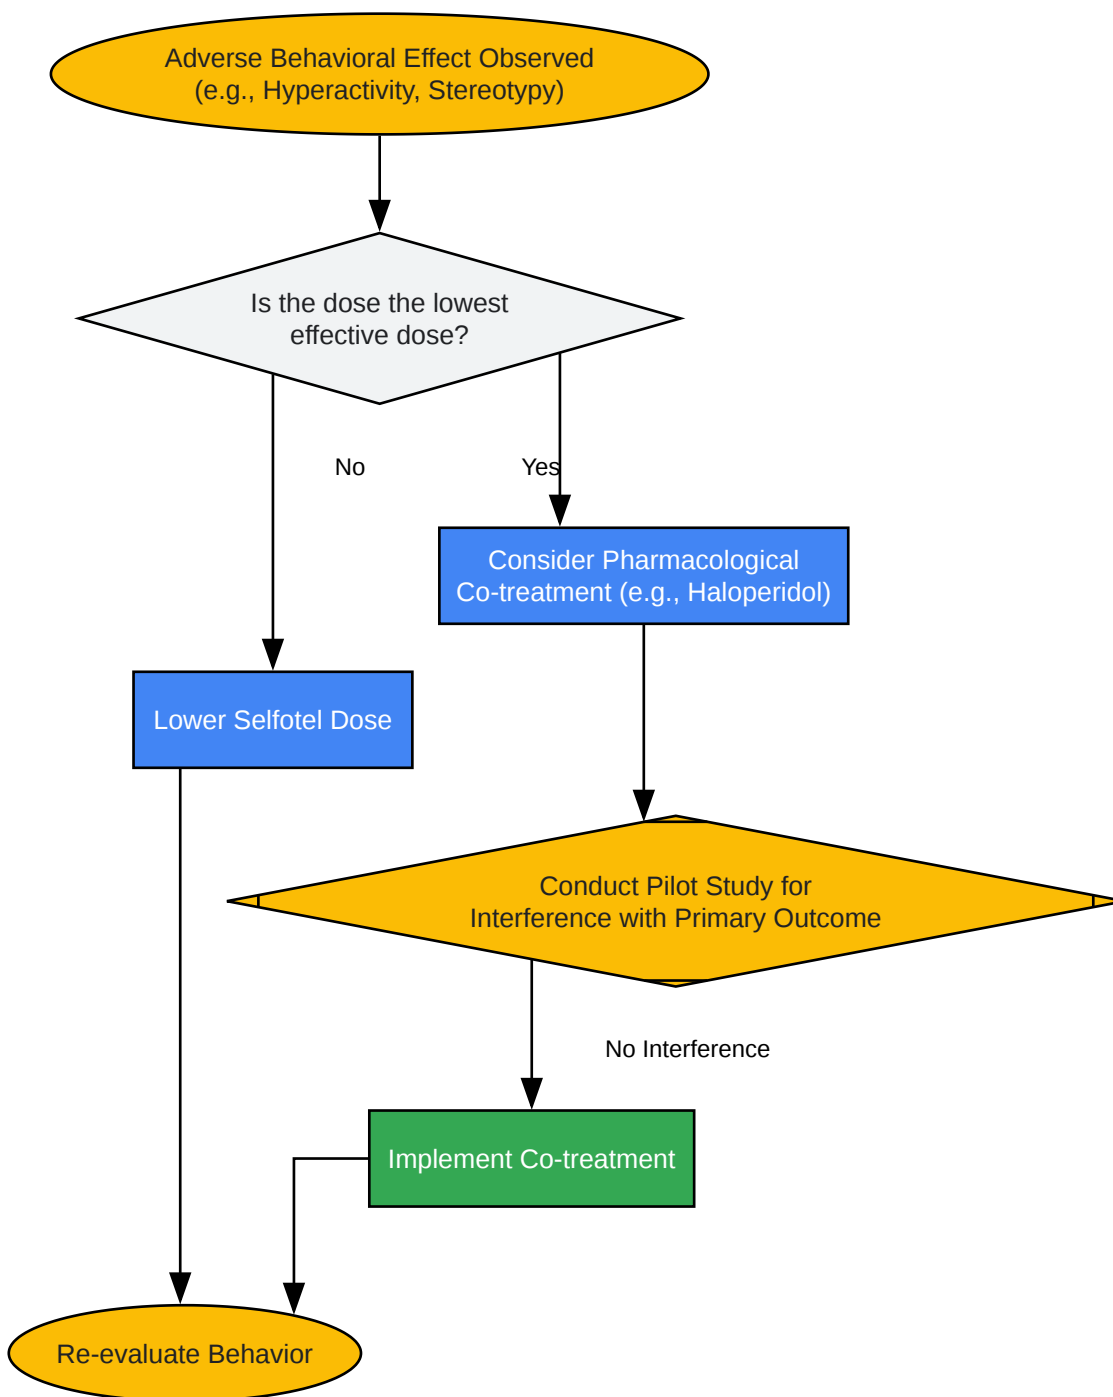 Adverse Behavioral Effect Observed
(e.g., Hyperactivity, Stereotypy)
Is the dose the lowest
effective dose?
No
Yes
Consider Pharmacological
Co-treatment (e.g., Haloperidol)
Lower Selfotel Dose
Conduct Pilot Study for
Interference with Primary Outcome
No Interference
Implement Co-treatment
Re-evaluate Behavior